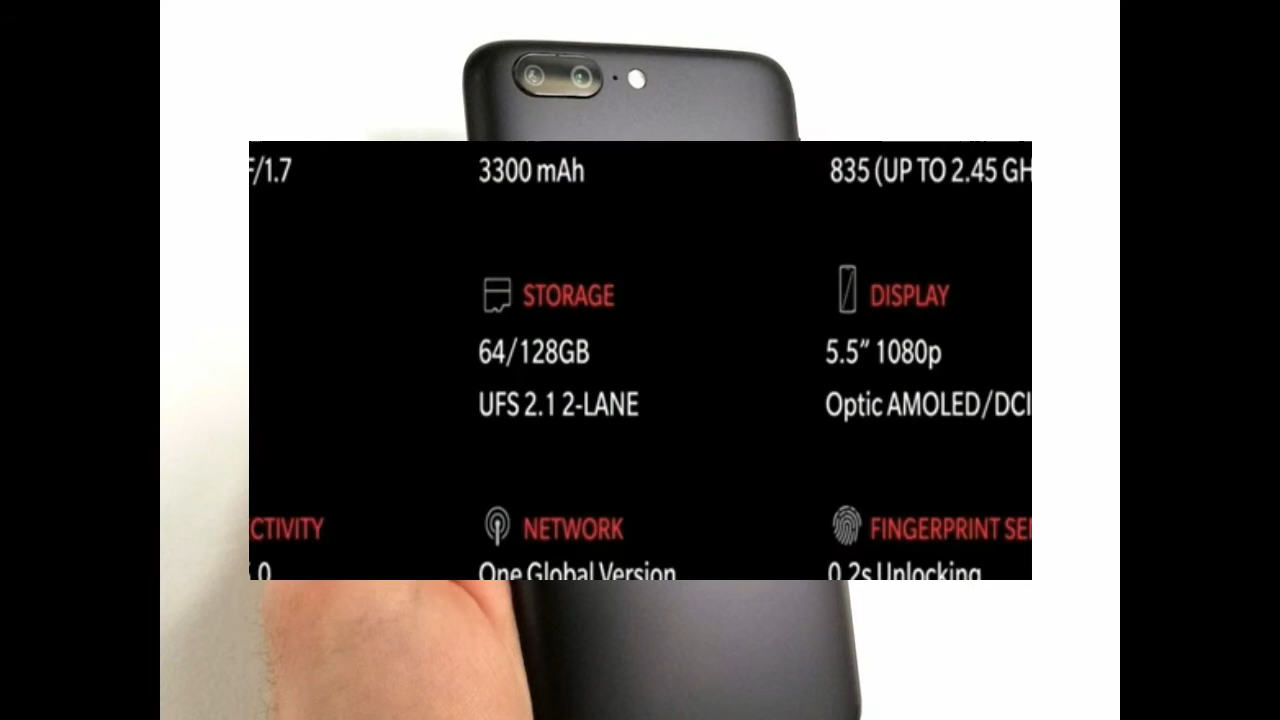 F/1.7
3300 mAh
835 (UP TO 2.45 GH
STORAGE
DISPLAY
64/128GB
5.5” 1080p
UFS 2.1 2-LANE
Optic AMOLED/DCI
CTIVITY
NETWORK
FINGERPRINT SE
.0
One Global Version
0.2s Unlocking